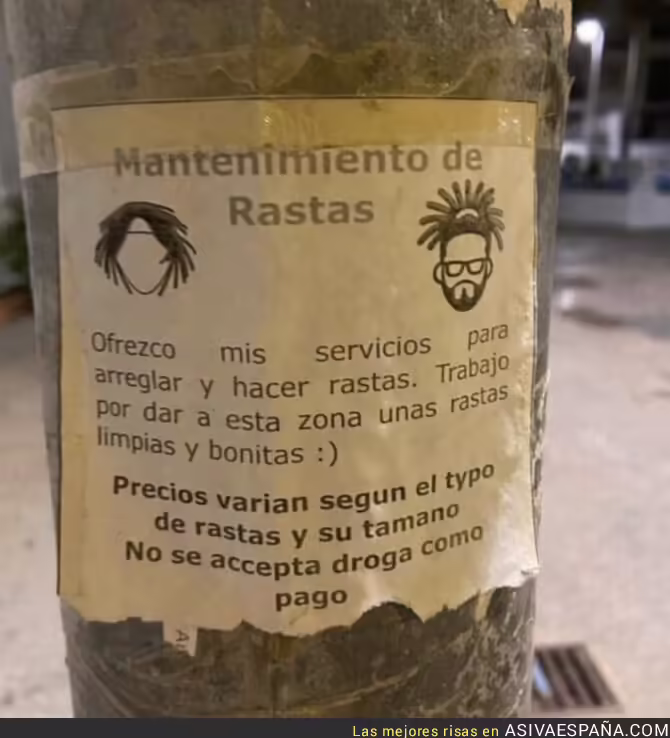 Mantenimiento de
Rastas
Ofrezco mis servicios para
arreglar y hacer rastas. Trabajo
por dar a esta zona unas rastas
limpias y bonitas :)
Precios varian segun el typo
de rastas y su tamano
No se accepta droga como
pago
Las mejores risas en ASIVAESPAÑA.COM